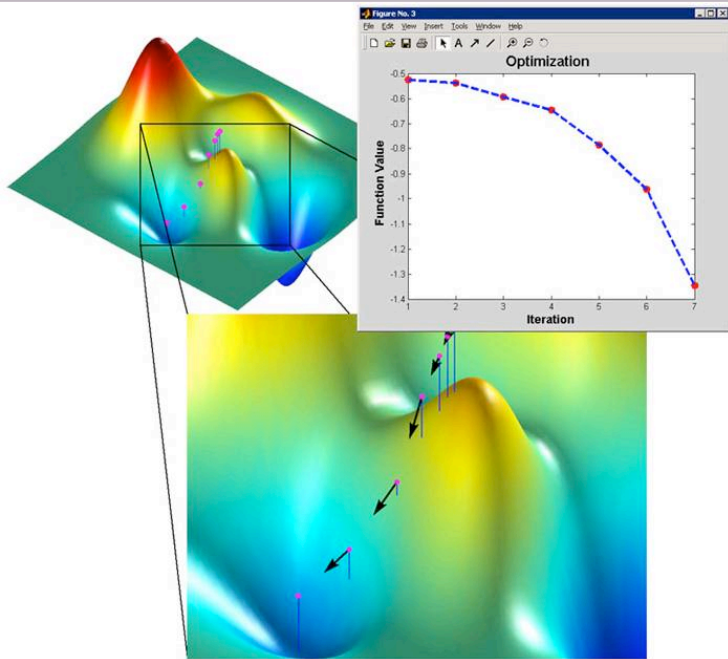 Figure No. 3
File Edit View Insert Tools Window Help
A
Optimization
Function Value
-0.5
-0.6
-0.7
-0.8
-0.9
-1
-1.1
-1.2
-1.3
-1.4
1 2 3 4 5 6 7
Iteration